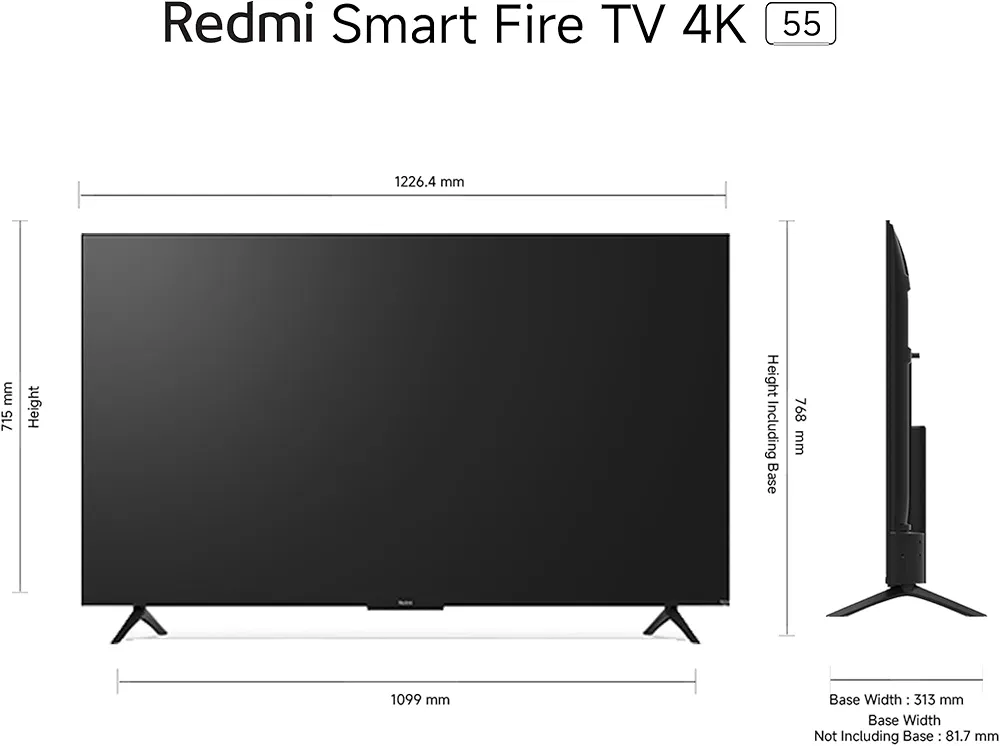 Redmi Smart Fire TV 4K 55
1226.4 mm
715 mm
Height
Height Including Base
768 mm
Redmi
1099 mm
Base Width : 313 mm
Base Width
Not Including Base : 81.7 mm